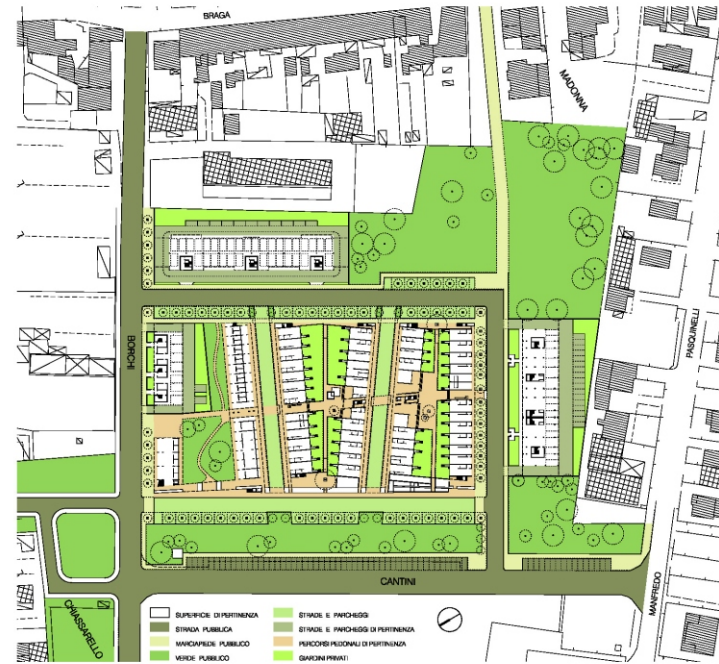 BRAGA
MADONNA
BORGHI
PASQUINELLI
CANTINI
MANFREDO
CHIASSARELLO
SUPERFICIE DI PERTINENZA
STRADA PUBBLICA
MARCIAPIEDE PUBBLICO
VERDE PUBBLICO
STRADE E PARCHEGGI
STRADE E PARCHEGGI DI PERTINENZA
PERCORSI PEDONALI DI PERTINENZA
GIARDINI PRIVATI